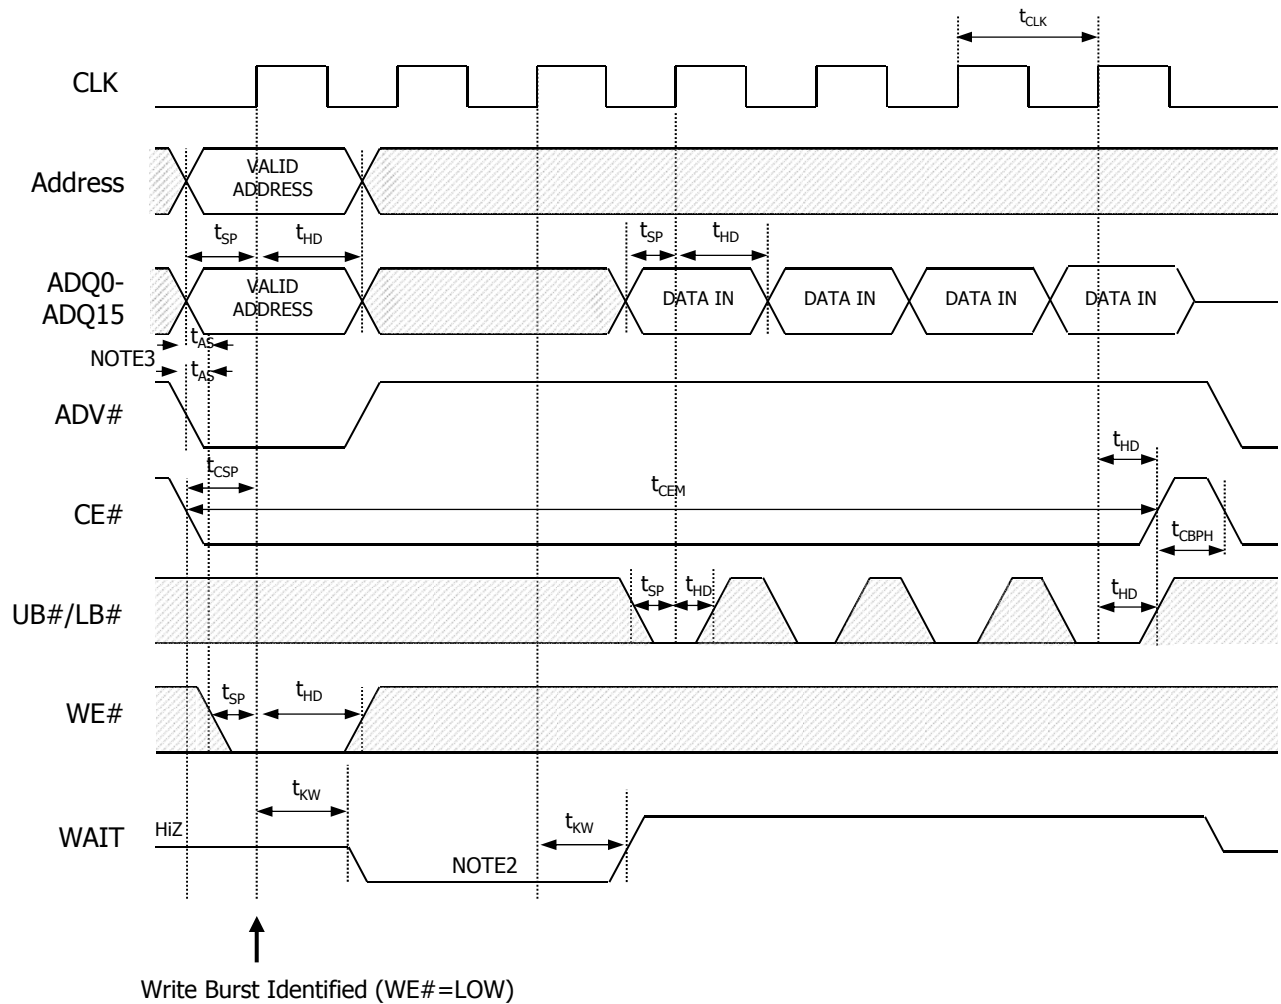 tCLK
CLK
VALID
ADDRESS
Address
tSP tHD tSP tHD
ADQ0-
ADQ15
VALID
ADDRESS
DATA IN DATA IN DATA IN DATA IN
tAS
NOTE3
tAS
ADV#
tHD
tCSP
tCEM
CE#
tCBPH
tSP tHD tHD
UB#/LB#
tSP tHD
WE#
tKW
HiZ
tKW
WAIT
NOTE2
Write Burst Identified (WE#=LOW)